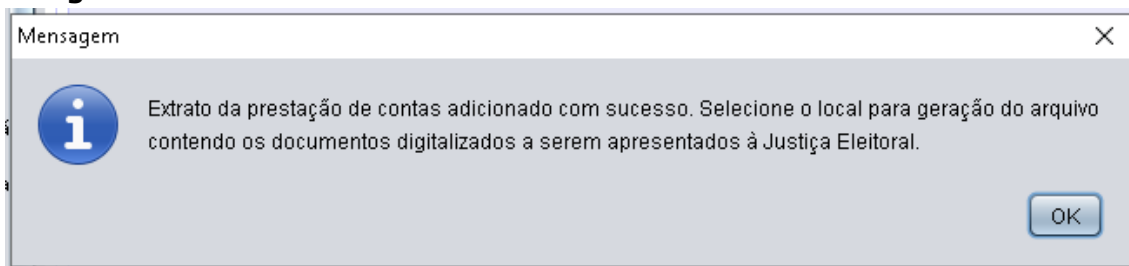 Mensagem
Extrato da prestação de contas adicionado com sucesso. Selecione o local para geração do arquivo
contendo os documentos digitalizados a serem apresentados à Justiça Eleitoral.
OK